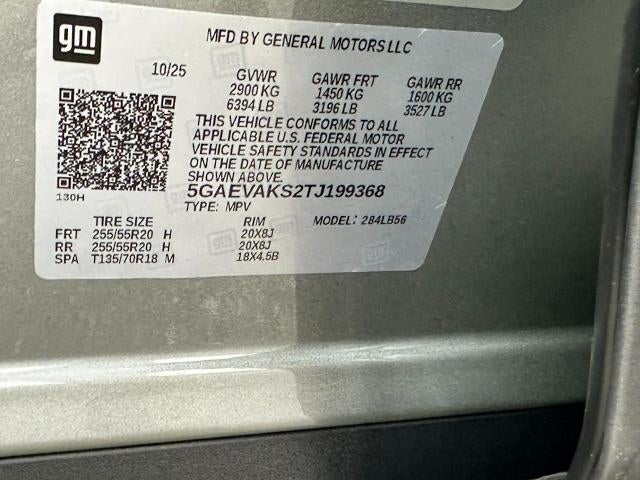 gm
MFD BY GENERAL MOTORS LLC
10/25 GVWR GAWR FRT GAWR RR
2900 KG 1450 KG 1600 KG
6394 LB 3196 LB 3527 LB
THIS VEHICLE CONFORMS TO ALL
APPLICABLE U.S. FEDERAL MOTOR
VEHICLE SAFETY STANDARDS IN EFFECT
ON THE DATE OF MANUFACTURE
SHOWN ABOVE.
5GAEVAKS2TJ199368
130H
TYPE: MPV
TIRE SIZE RIM MODEL: 284LB56
FRT 255/55R20 H 20X8J
RR 255/55R20 H 20X8J
SPA T135/70R18 M 18X4.5B